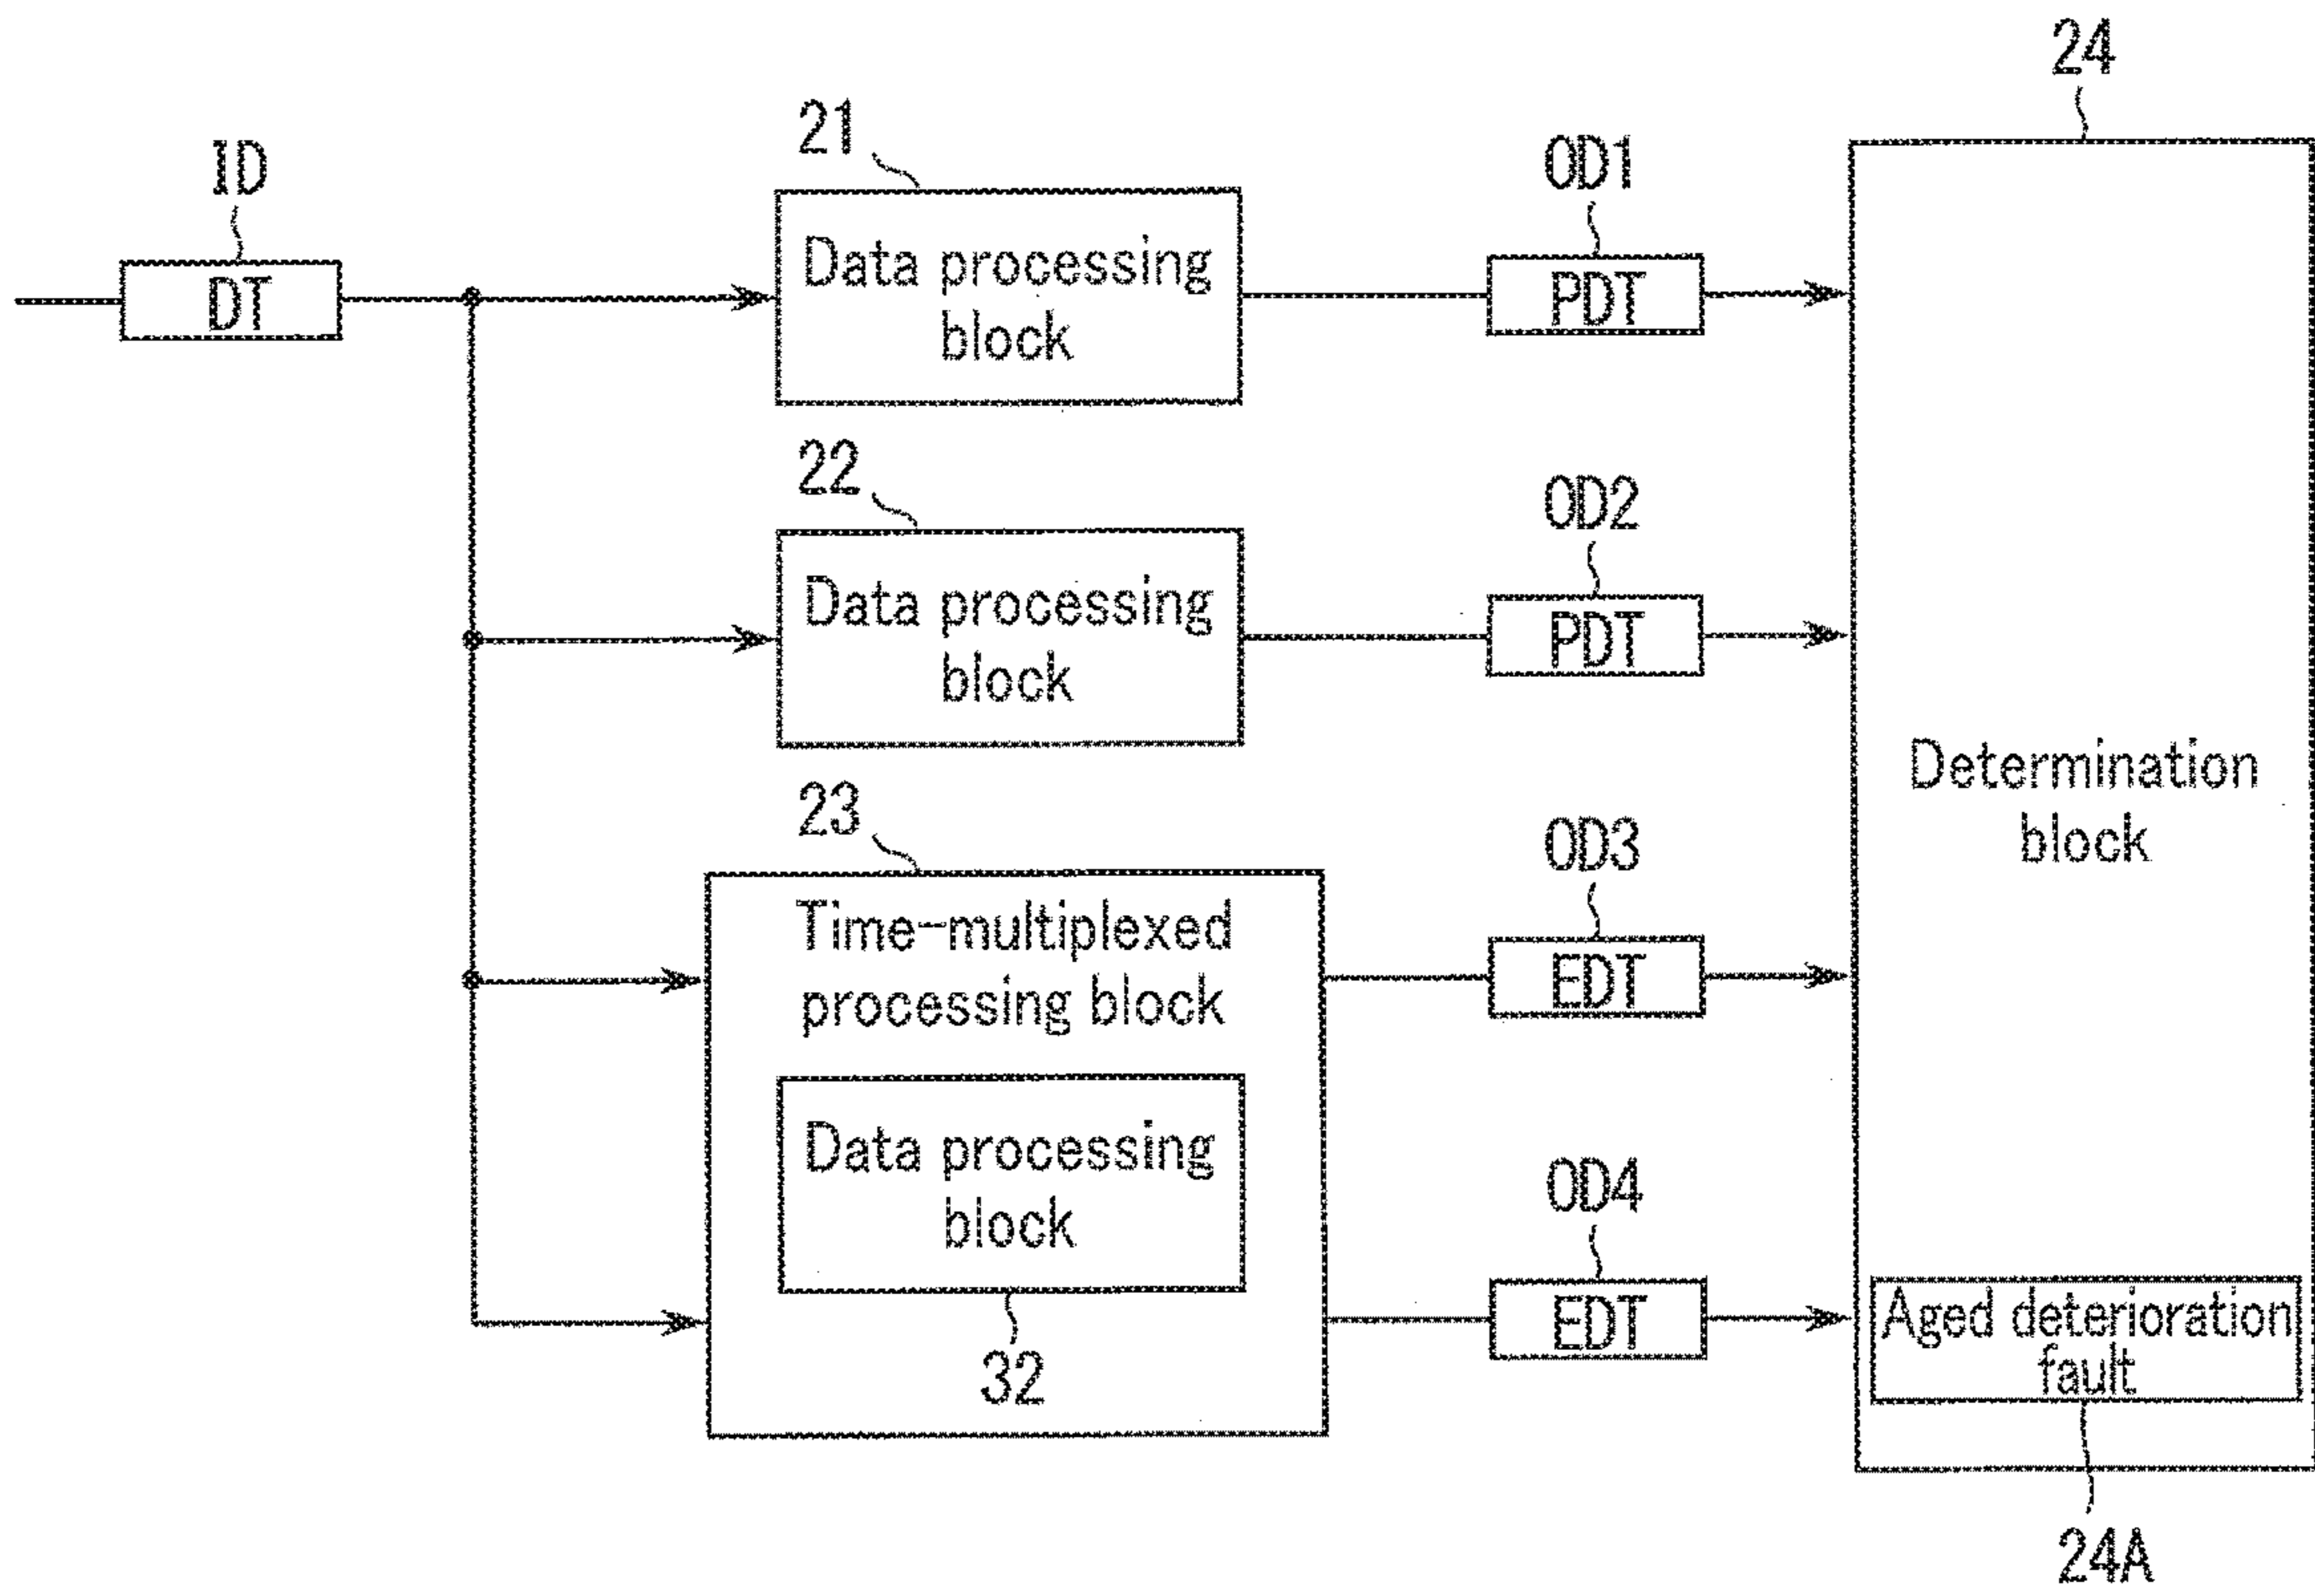 24
21
ID
OD1
Data processing
block
DT
PDT
22
OD2
Data processing
block
PDT
Determination
block
23
OD3
Time-multiplexed
processing block
EDT
Data processing
block
OD4
EDT
Aged deterioration
fault
32
24A